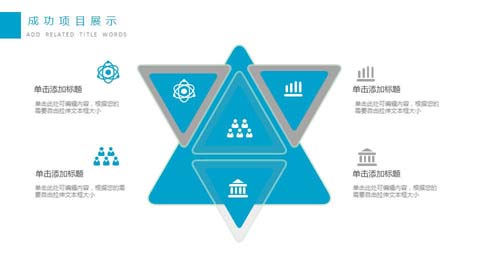 成功项目展示
ADD RELATED TITLE WORDS
单击添加标题
单击此处可编辑内容，根据您的
需要自由拉伸文本框大小
单击添加标题
单击此处可编辑内容，根据您的
需要自由拉伸文本框大小
单击添加标题
单击此处可编辑内容，根据您的需
要自由拉伸文本框大小
单击添加标题
单击此处可编辑内容，根据您的需
要自由拉伸文本框大小